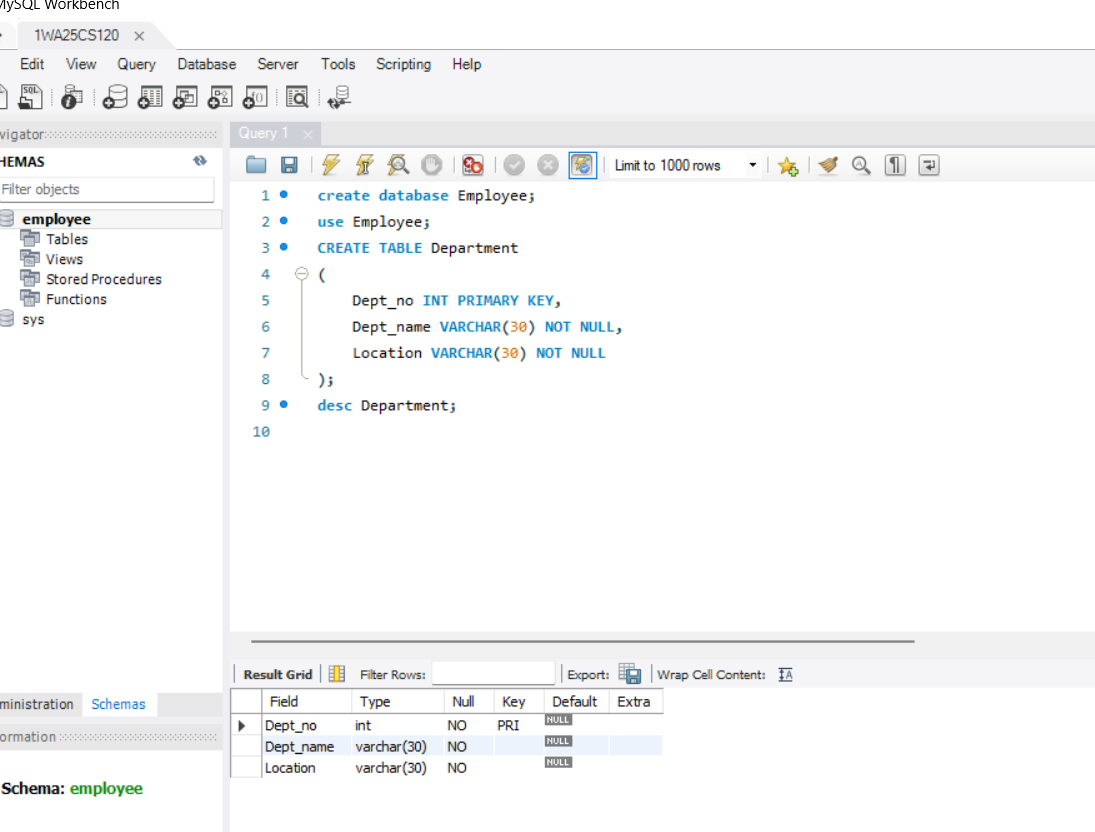 MySQL Workbench
1WA25CS120
Edit View Query Database Server Tools Scripting Help
SQL
vigator
Query 1
HEMAS
Limit to 1000 rows
Filter objects
employee
Tables
Views
Stored Procedures
Functions
sys
1 create database Employee;
2 use Employee;
3 CREATE TABLE Department
4 (
5 Dept_no INT PRIMARY KEY,
6 Dept_name VARCHAR(30) NOT NULL,
7 Location VARCHAR(30) NOT NULL
8 );
9 desc Department;
10
Result Grid Filter Rows: Export: Wrap Cell Content:
Field Type Null Key Default Extra
Dept_no int NO PRI NULL
Dept_name varchar(30) NO NULL
Location varchar(30) NO NULL
ministration Schemas
ormation
Schema: employee